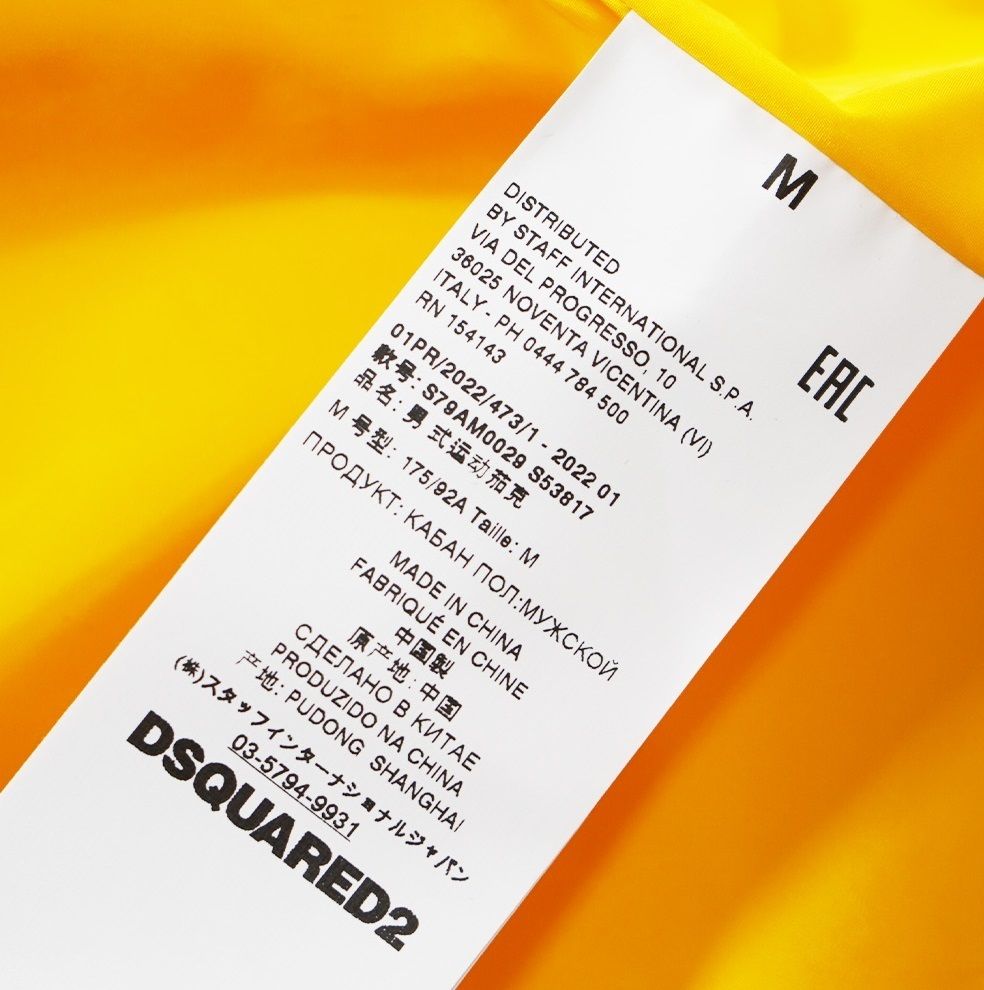 M
DISTRIBUTED
BY STAFF INTERNATIONAL S.P.A.
VIA DEL PROGRESSO, 10
36025 NOVENTA VICENTINA (VI)
ITALY - PH 0444 784 500
RN 154143
EAC
01PR/2022/473/1 - 2022 01
款号: S79AM0029 S53817
品名: 男 式运动茄克
M 号型: 175/92A Taille: M
ПРОДУКТ: КАБАН ПОЛ:МУЖСКОЙ
MADE IN CHINA
FABRIQUÉ EN CHINE
中国製
原产地: 中国
СДЕЛАНО В КИТАЕ
PRODUZIDO NA CHINA
产地: PUDONG SHANGHAI
(株)スタッフインターナショナルジャパン
03-5794-9931
DSQUARED2